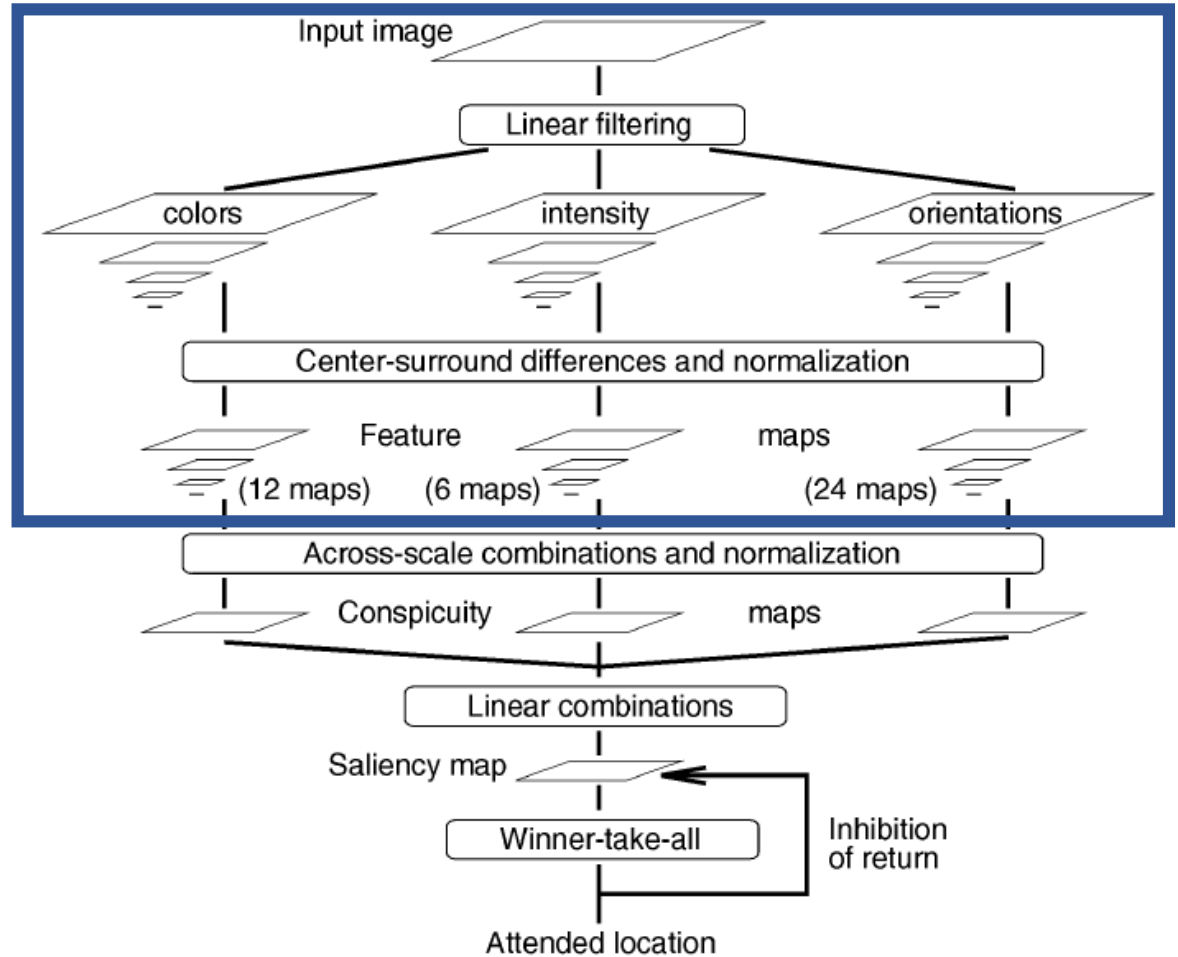 Input image
Linear filtering
colors
intensity
orientations
Center-surround differences and normalization
Feature maps
(12 maps) (6 maps) (24 maps)
Across-scale combinations and normalization
Conspicuity maps
Linear combinations
Saliency map
Winner-take-all
Inhibition
of return
Attended location